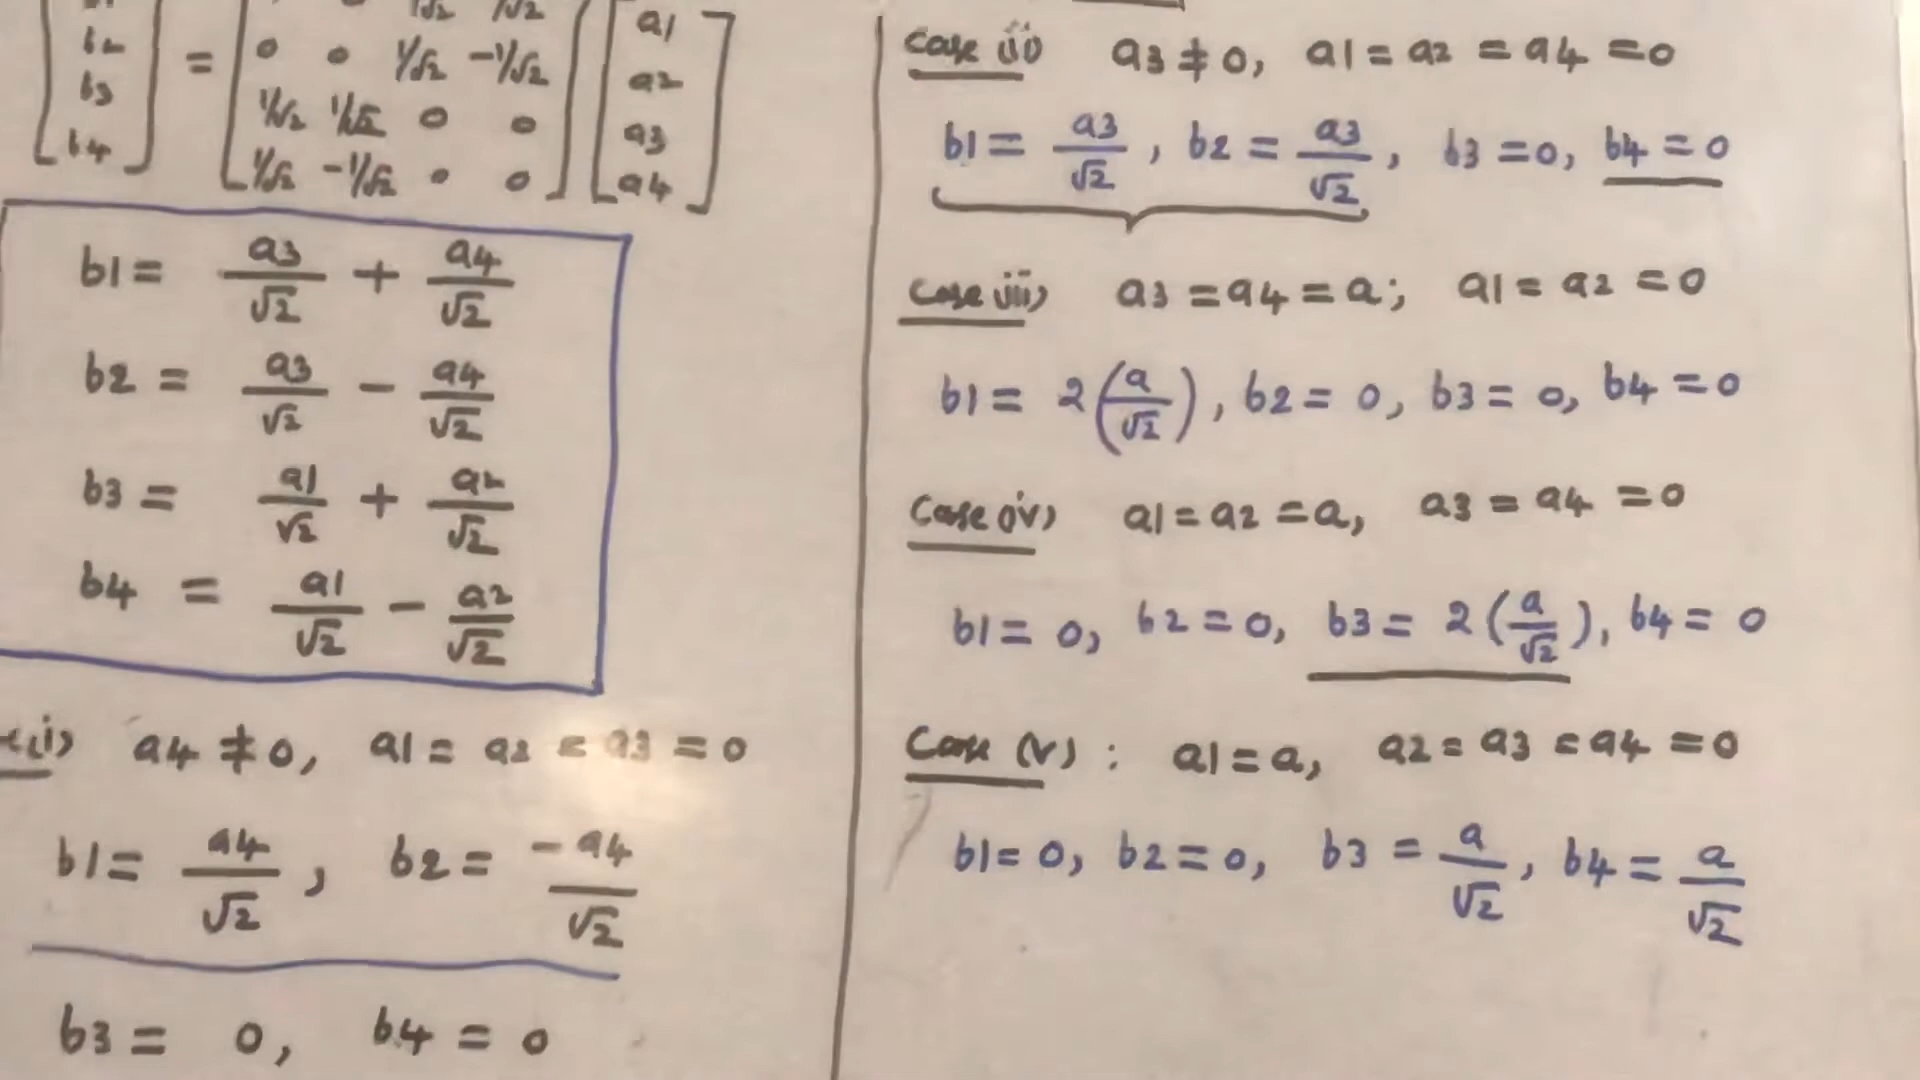 1/√2 1/√2 a1
b2 = 0 0 1/√2 -1/√2 a2
b3 1/√2 1/√2 0 0 a3
b4 1/√2 -1/√2 0 0 a4
b1 = a3/√2 + a4/√2
b2 = a3/√2 - a4/√2
b3 = a1/√2 + a2/√2
b4 = a1/√2 - a2/√2
(i) a4 ≠ 0, a1 = a2 = a3 = 0
b1 = a4/√2, b2 = -a4/√2
b3 = 0, b4 = 0
Case (ii) a3 ≠ 0, a1 = a2 = a4 = 0
b1 = a3/√2, b2 = a3/√2, b3 = 0, b4 = 0
Case (iii) a3 = a4 = a; a1 = a2 = 0
b1 = 2(a/√2), b2 = 0, b3 = 0, b4 = 0
Case (iv) a1 = a2 = a, a3 = a4 = 0
b1 = 0, b2 = 0, b3 = 2(a/√2), b4 = 0
Case (v) : a1 = a, a2 = a3 = a4 = 0
b1 = 0, b2 = 0, b3 = a/√2, b4 = a/√2